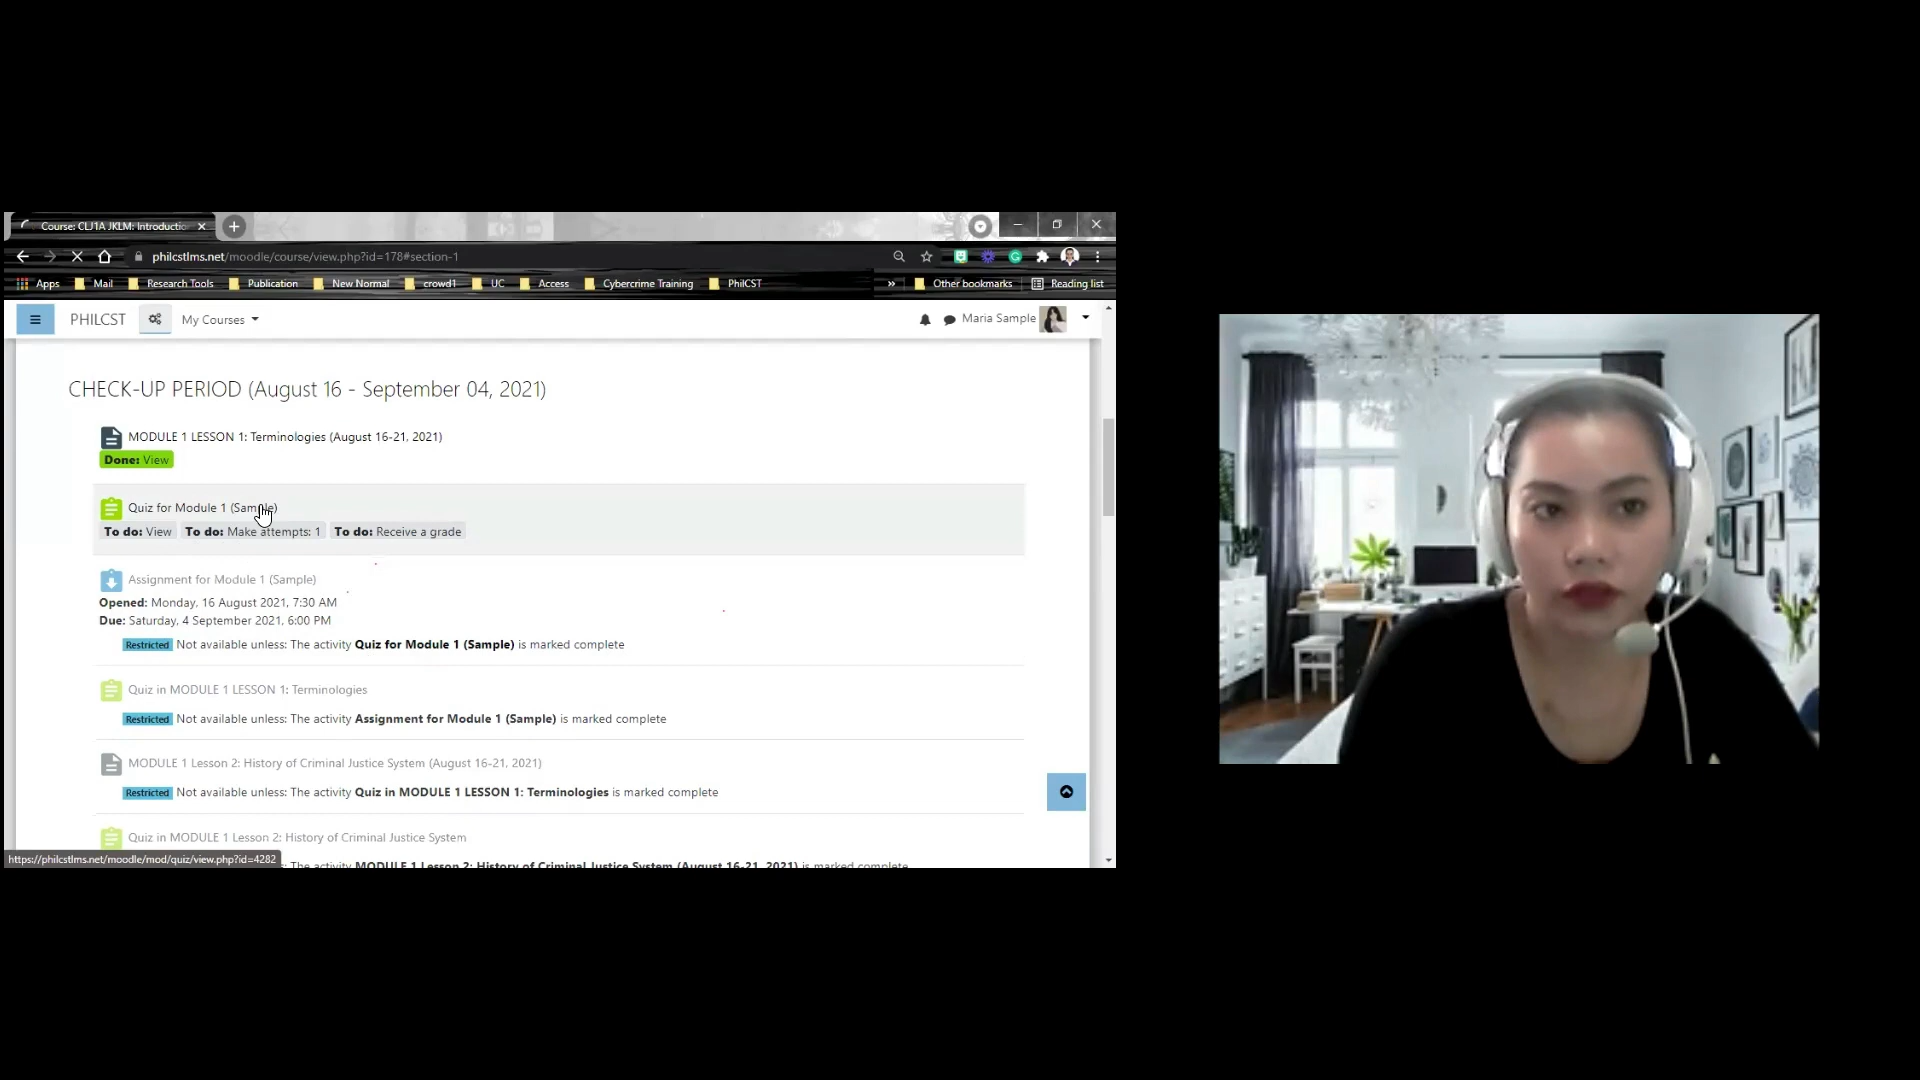 Course: CLJ1A JKLM: Introductio
philcstlms.net/moodle/course/view.php?id=178#section-1
Apps Mail Research Tools Publication New Normal crowd1 UC Access Cybercrime Training PhilCST » Other bookmarks Reading list
PHILCST My Courses Maria Sample
CHECK-UP PERIOD (August 16 - September 04, 2021)
MODULE 1 LESSON 1: Terminologies (August 16-21, 2021)
Done: View
Quiz for Module 1 (Sample)
To do: View To do: Make attempts: 1 To do: Receive a grade
Assignment for Module 1 (Sample)
Opened: Monday, 16 August 2021, 7:30 AM
Due: Saturday, 4 September 2021, 6:00 PM
Restricted Not available unless: The activity Quiz for Module 1 (Sample) is marked complete
Quiz in MODULE 1 LESSON 1: Terminologies
Restricted Not available unless: The activity Assignment for Module 1 (Sample) is marked complete
MODULE 1 Lesson 2: History of Criminal Justice System (August 16-21, 2021)
Restricted Not available unless: The activity Quiz in MODULE 1 LESSON 1: Terminologies is marked complete
Quiz in MODULE 1 Lesson 2: History of Criminal Justice System
https://philcstlms.net/moodle/mod/quiz/view.php?id=4282 : The activity MODULE 1 Lesson 2: History of Criminal Justice System (August 16-21, 2021) is marked complete